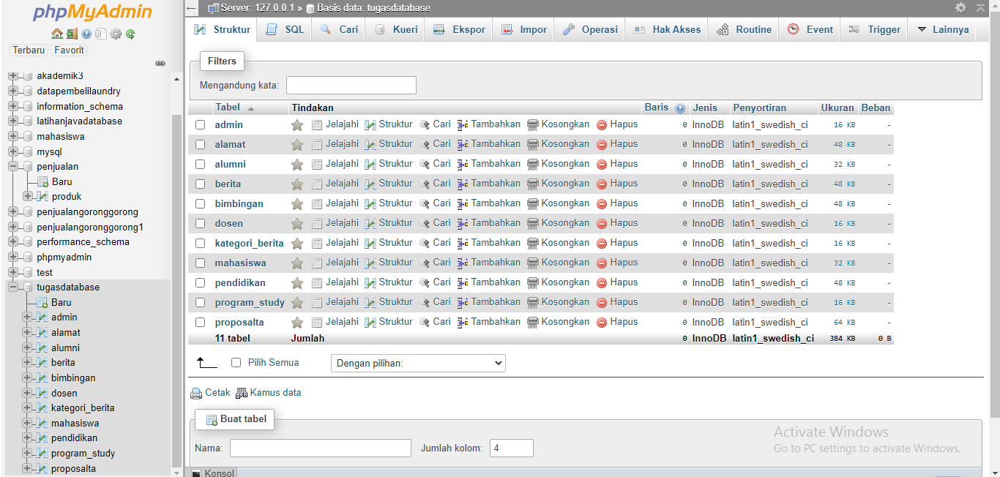 phpMyAdmin
Terbaru Favorit
akademik3
datapembelilaundry
information_schema
latihanjavadatabase
mahasiswa
mysql
penjualan
Baru
produk
penjualangoronggorong
penjualangoronggorong1
performance_schema
phpmyadmin
test
tugasdatabase
Baru
admin
alamat
alumni
berita
bimbingan
dosen
kategori_berita
mahasiswa
pendidikan
program_study
proposalta
Server: 127.0.0.1 » Basis data: tugasdatabase
Struktur SQL Cari Kueri Ekspor Impor Operasi Hak Akses Routine Event Trigger Lainnya
Filters
Mengandung kata:
Tabel Tindakan Baris Jenis Penyortiran Ukuran Beban
admin Jelajahi Struktur Cari Tambahkan Kosongkan Hapus 0 InnoDB latin1_swedish_ci 16 KB -
alamat Jelajahi Struktur Cari Tambahkan Kosongkan Hapus 0 InnoDB latin1_swedish_ci 48 KB -
alumni Jelajahi Struktur Cari Tambahkan Kosongkan Hapus 0 InnoDB latin1_swedish_ci 32 KB -
berita Jelajahi Struktur Cari Tambahkan Kosongkan Hapus 0 InnoDB latin1_swedish_ci 48 KB -
bimbingan Jelajahi Struktur Cari Tambahkan Kosongkan Hapus 0 InnoDB latin1_swedish_ci 48 KB -
dosen Jelajahi Struktur Cari Tambahkan Kosongkan Hapus 0 InnoDB latin1_swedish_ci 16 KB -
kategori_berita Jelajahi Struktur Cari Tambahkan Kosongkan Hapus 0 InnoDB latin1_swedish_ci 16 KB -
mahasiswa Jelajahi Struktur Cari Tambahkan Kosongkan Hapus 0 InnoDB latin1_swedish_ci 32 KB -
pendidikan Jelajahi Struktur Cari Tambahkan Kosongkan Hapus 0 InnoDB latin1_swedish_ci 48 KB -
program_study Jelajahi Struktur Cari Tambahkan Kosongkan Hapus 0 InnoDB latin1_swedish_ci 16 KB -
proposalta Jelajahi Struktur Cari Tambahkan Kosongkan Hapus 0 InnoDB latin1_swedish_ci 64 KB -
11 tabel Jumlah 0 InnoDB latin1_swedish_ci 384 KB 0 B
Pilih Semua Dengan pilihan:
Cetak Kamus data
Buat tabel
Nama: Jumlah kolom: 4
Activate Windows
Go to PC settings to activate Windows.
Konsol